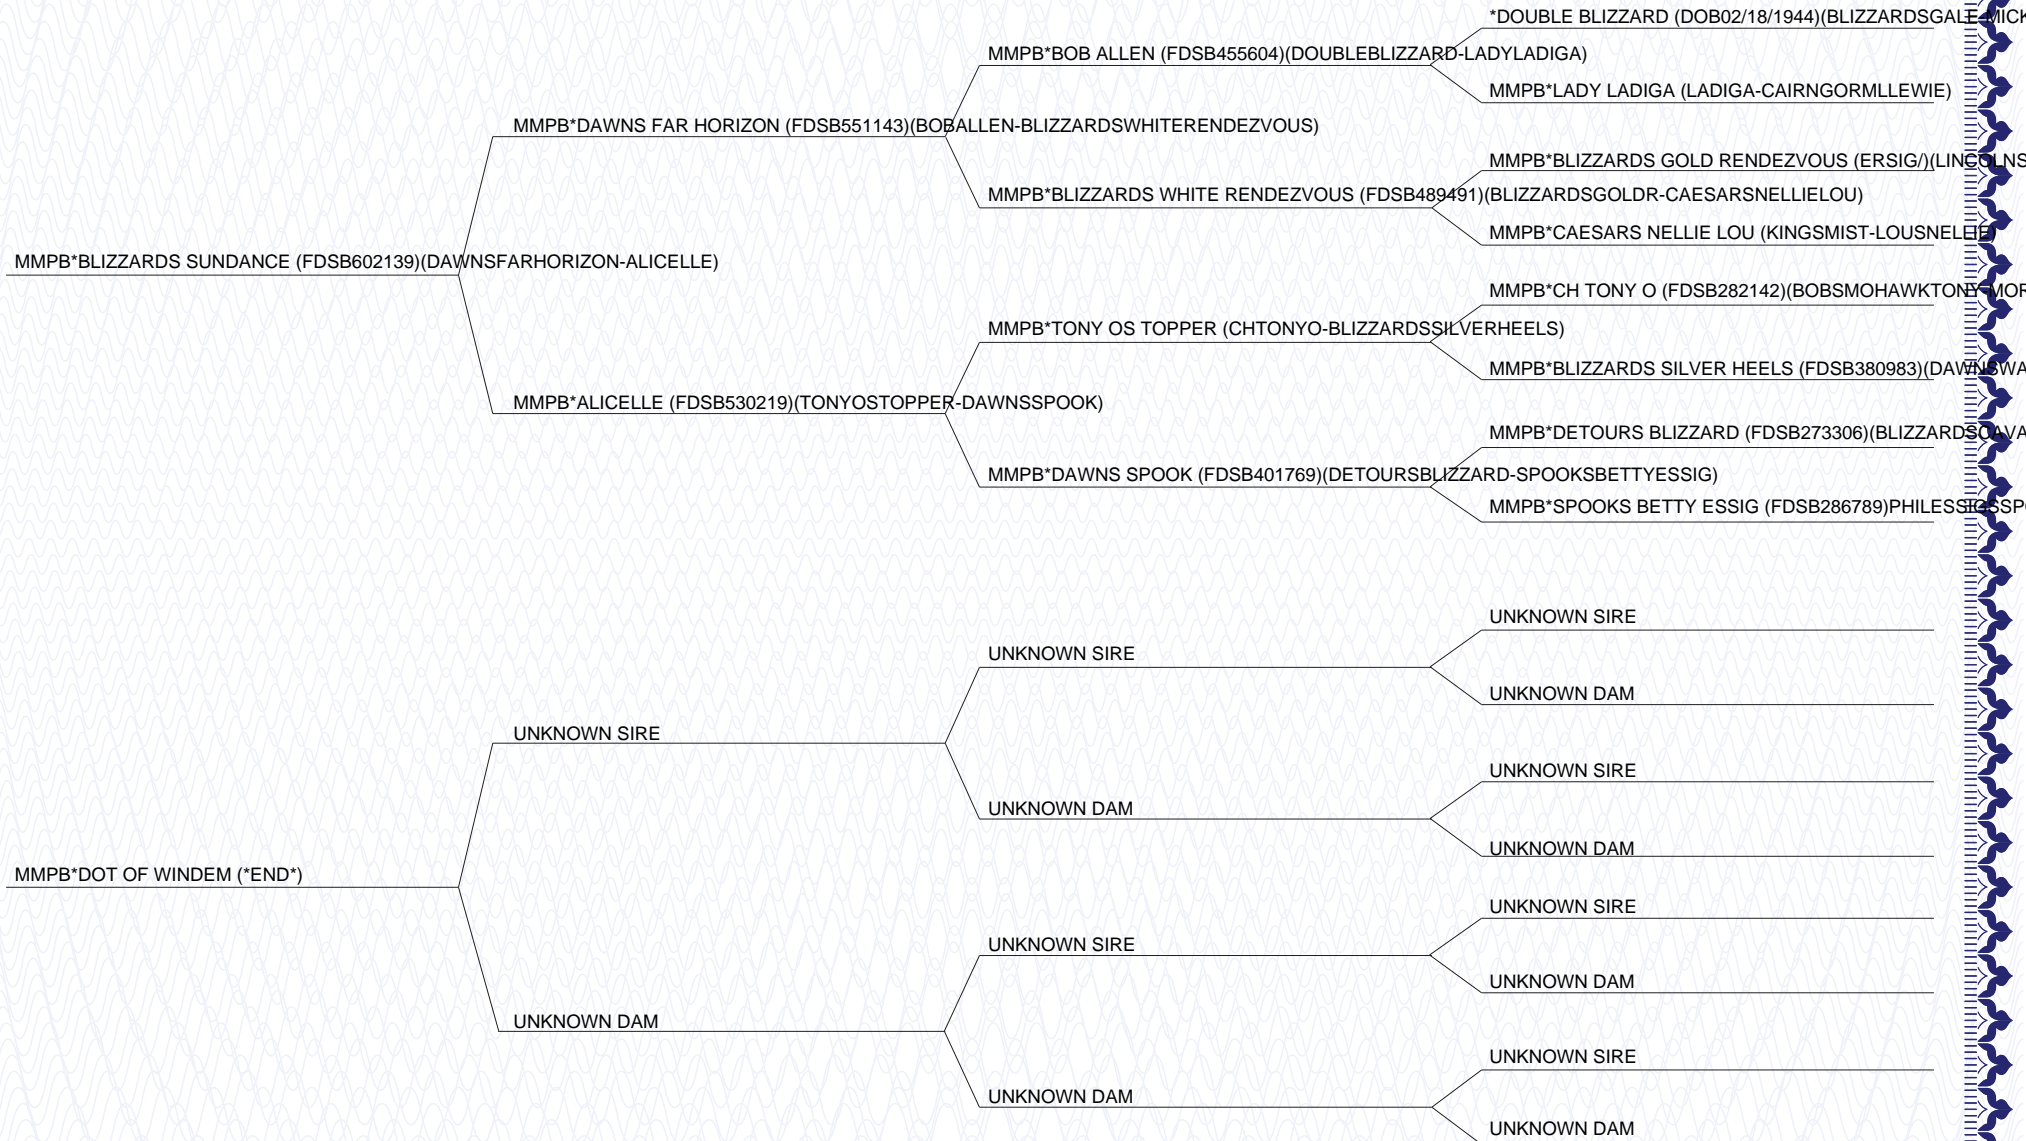 *DOUBLE BLIZZARD (DOB02/18/1944)(BLIZZARDSGALE-MICK
MMPB*BOB ALLEN (FDSB455604)(DOUBLEBLIZZARD-LADYLADIGA)
MMPB*LADY LADIGA (LADIGA-CAIRNGORMLLEWIE)
MMPB*DAWNS FAR HORIZON (FDSB551143)(BOBALLEN-BLIZZARDSWHITERENDEZVOUS)
MMPB*BLIZZARDS GOLD RENDEZVOUS (ERSIG/)(LINCOLNS
MMPB*BLIZZARDS WHITE RENDEZVOUS (FDSB489491)(BLIZZARDSGOLDR-CAESARSNELLIELOU)
MMPB*CAESARS NELLIE LOU (KINGSMIST-LOUSNELLIE)
MMPB*BLIZZARDS SUNDANCE (FDSB602139)(DAWNSFARHORIZON-ALICELLE)
MMPB*CH TONY O (FDSB282142)(BOBSMOHAWKTONY-MOR
MMPB*TONY OS TOPPER (CHTONYO-BLIZZARDSSILVERHEELS)
MMPB*BLIZZARDS SILVER HEELS (FDSB380983)(DAWNSWA
MMPB*ALICELLE (FDSB530219)(TONYOSTOPPER-DAWNSSPOOK)
MMPB*DETOURS BLIZZARD (FDSB273306)(BLIZZARDSCAVA
MMPB*DAWNS SPOOK (FDSB401769)(DETOURSBLIZZARD-SPOOKSBETTYESSIG)
MMPB*SPOOKS BETTY ESSIG (FDSB286789)PHILESSIGSSP
UNKNOWN SIRE
UNKNOWN SIRE
UNKNOWN DAM
UNKNOWN SIRE
UNKNOWN SIRE
UNKNOWN DAM
UNKNOWN DAM
MMPB*DOT OF WINDEM (*END*)
UNKNOWN SIRE
UNKNOWN SIRE
UNKNOWN DAM
UNKNOWN DAM
UNKNOWN SIRE
UNKNOWN DAM
UNKNOWN DAM